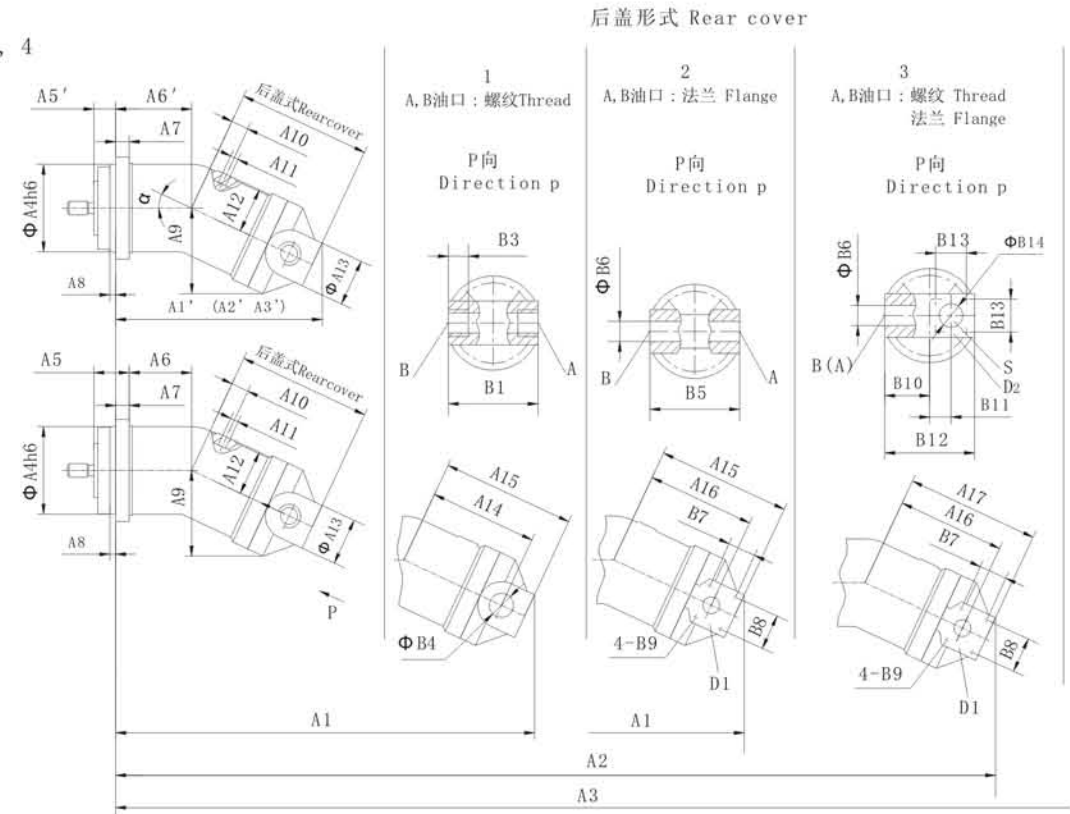 后盖形式 Rear cover
, 4
1
A,B油口：螺纹Thread
P向
Direction p
2
A,B油口：法兰 Flange
P向
Direction p
3
A,B油口：螺纹 Thread
法兰 Flange
P向
Direction p
A5′
A6′
A7
后盖式Rearcover
A10
A11
ΦA4h6
α
A9
A12
ΦA13
A8
A1′ (A2′ A3′)
A5
A6
A7
后盖式Rearcover
A10
A11
ΦA4h6
A9
A12
ΦA13
A8
P
B3
B
A
B1
ΦB6
B
A
B5
ΦB6
B13
ΦB14
B13
B(A)
S
D2
B10
B11
B12
A15
A14
ΦB4
A15
A16
B7
B8
4-B9
D1
A17
A16
B7
B8
4-B9
D1
A1
A1
A2
A3